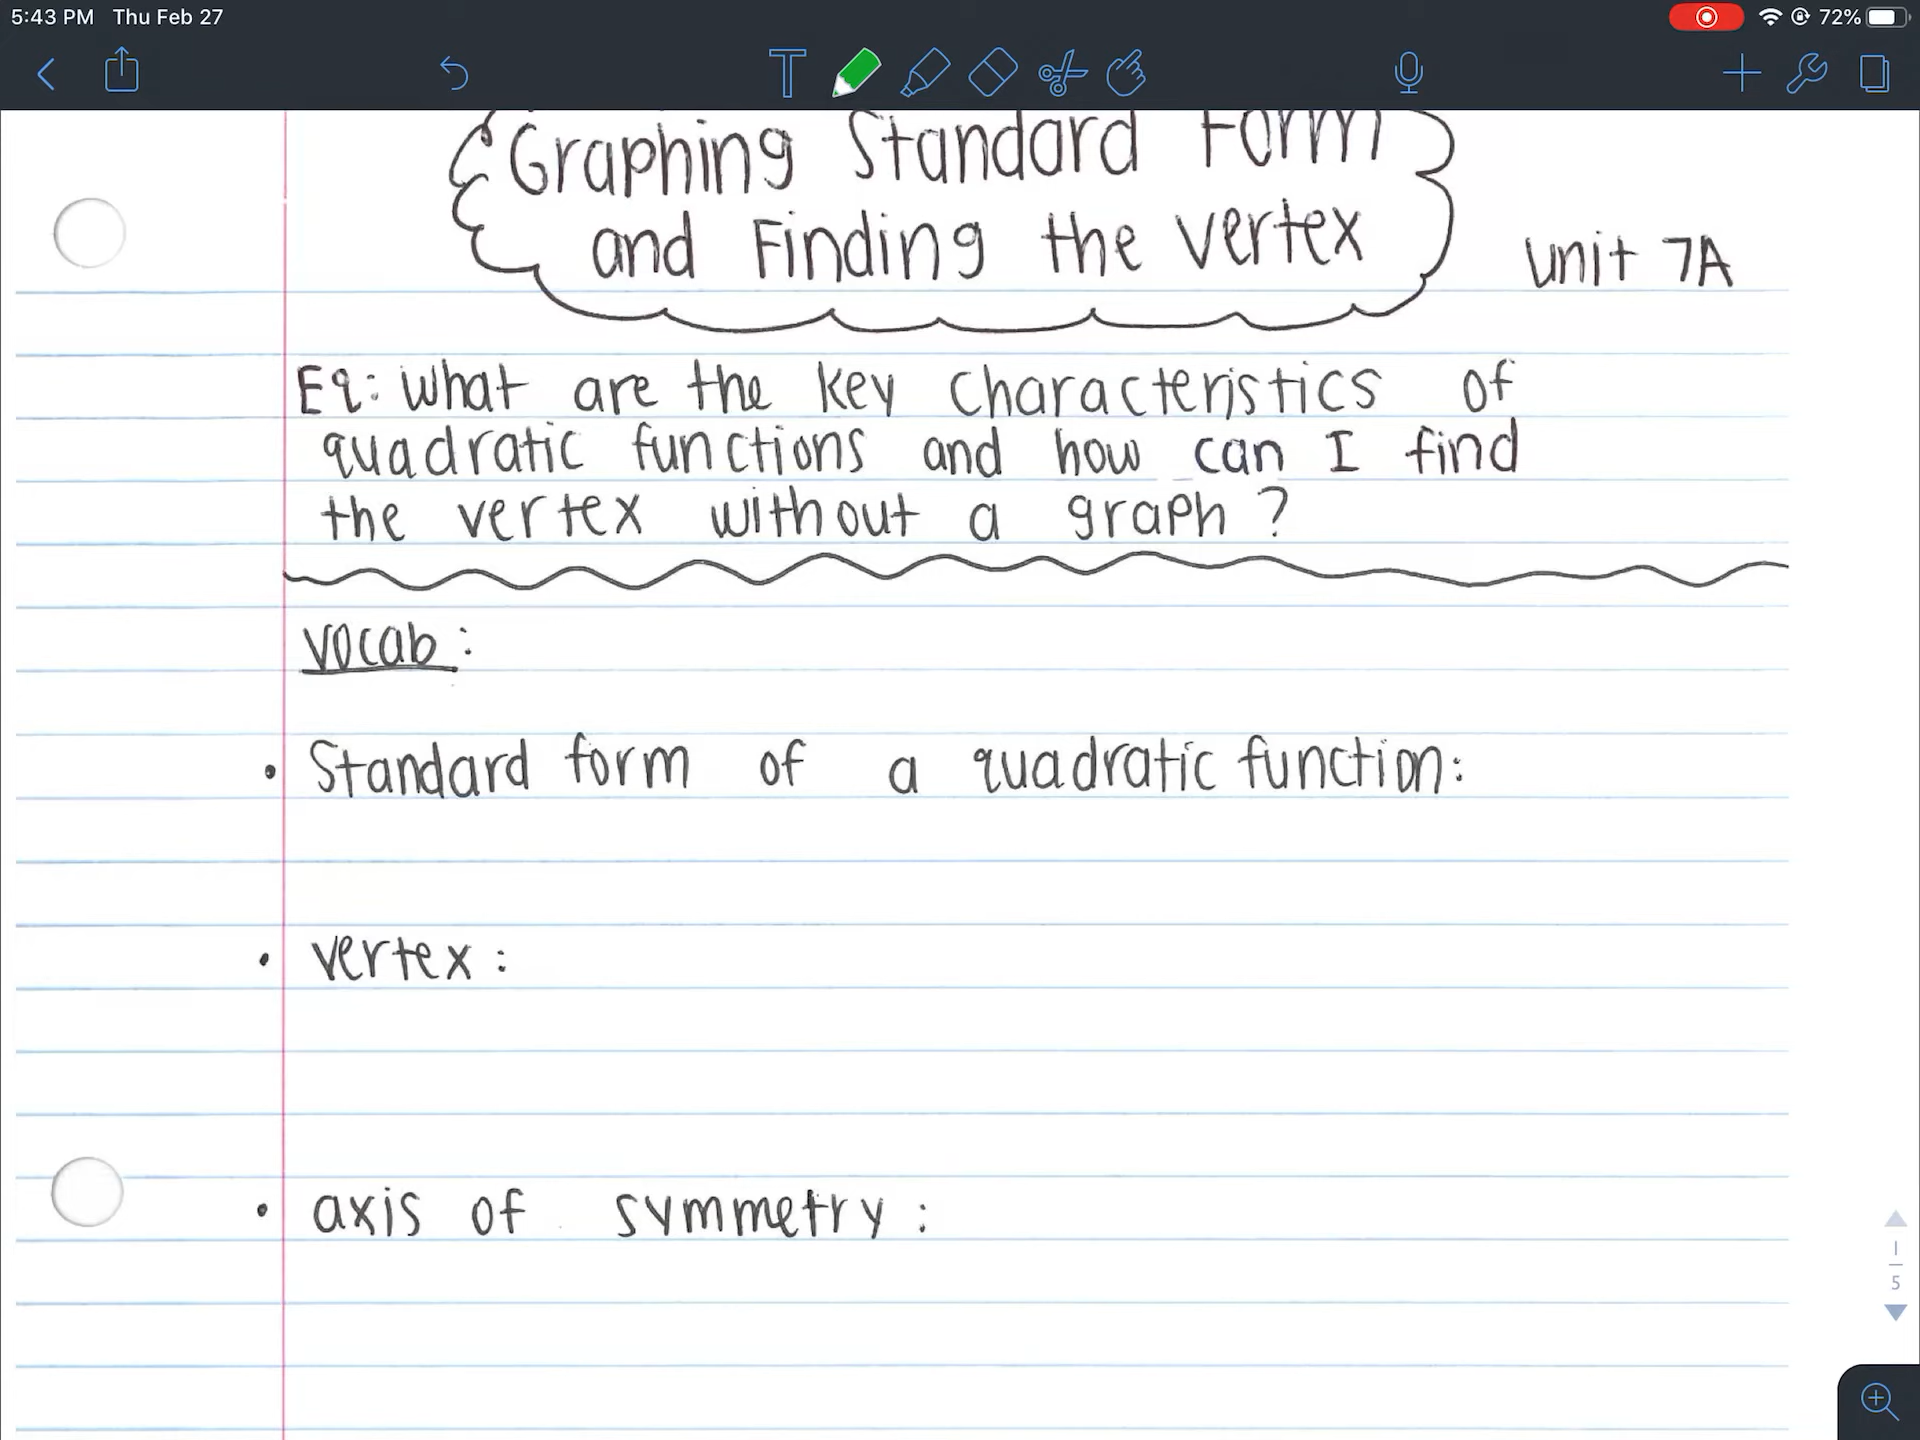 5:43 PM Thu Feb 27
72%
T
Graphing Standard Form
and Finding the vertex
unit 7A
EQ: what are the key characteristics of
quadratic functions and how can I find
the vertex without a graph?
vocab:
• Standard form of a quadratic function:
• vertex:
• axis of symmetry:
1
5